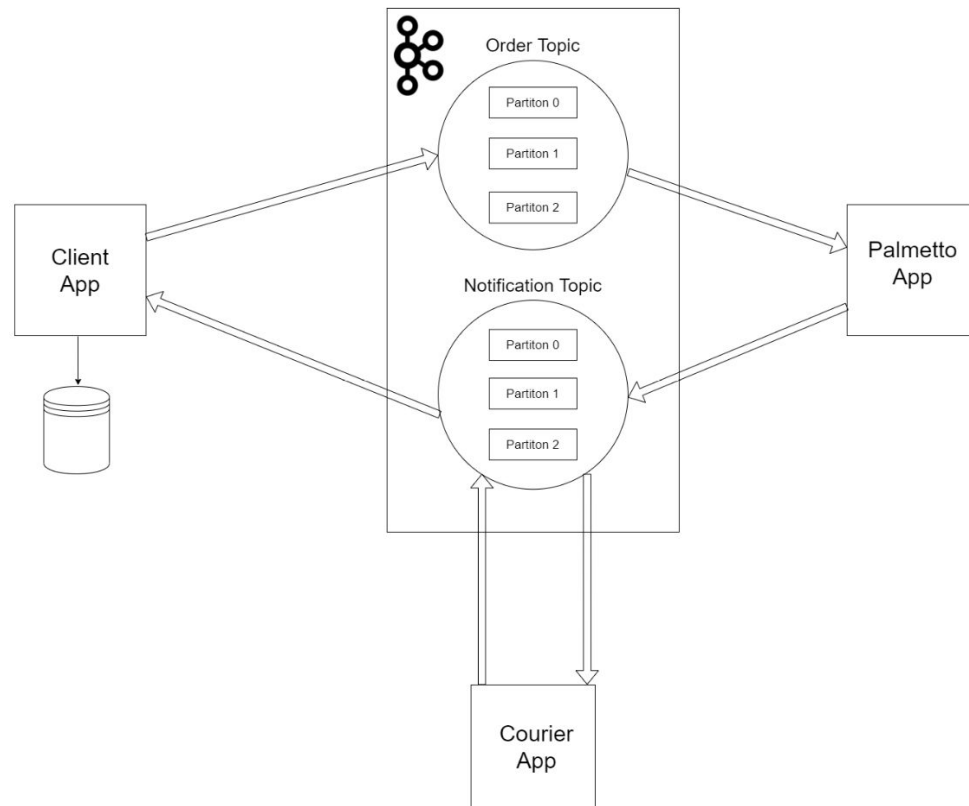 Order Topic
Partiton 0
Partiton 1
Partiton 2
Client
App
Palmetto
App
Notification Topic
Partiton 0
Partiton 1
Partiton 2
Courier
App